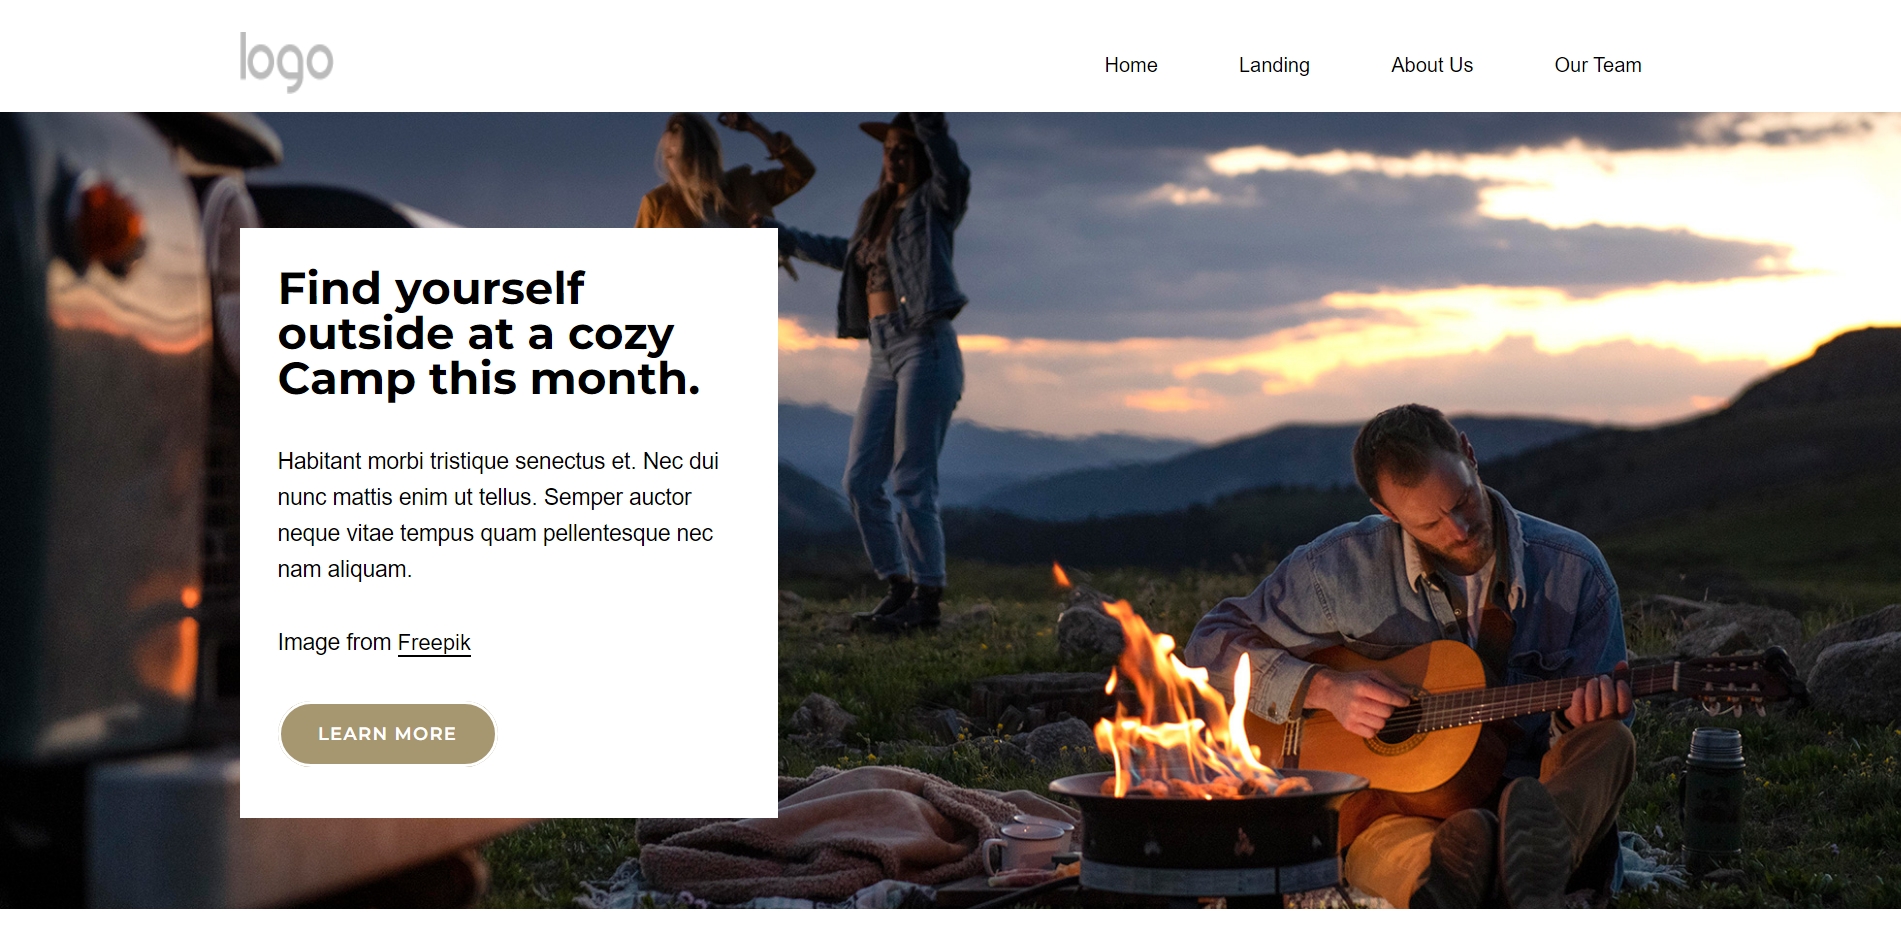 logo
Home Landing About Us Our Team
Find yourself
outside at a cozy
Camp this month.
Habitant morbi tristique senectus et. Nec dui
nunc mattis enim ut tellus. Semper auctor
neque vitae tempus quam pellentesque nec
nam aliquam.
Image from Freepik
LEARN MORE